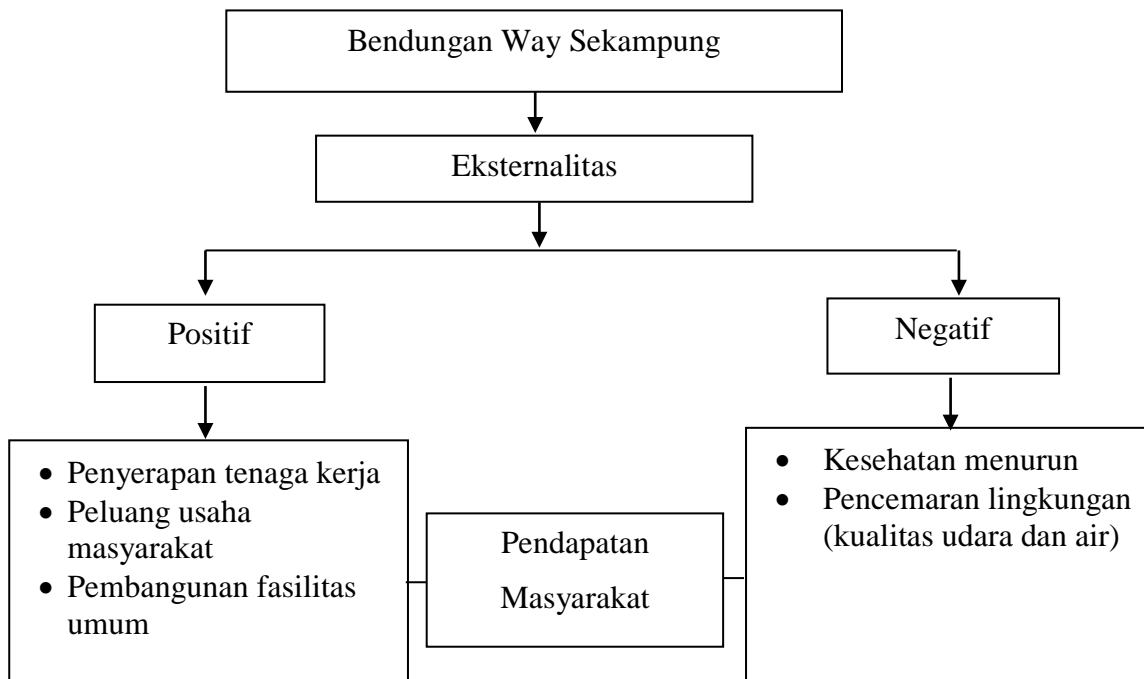 Bendungan Way Sekampung
Eksternalitas
Positif
Negatif
• Penyerapan tenaga kerja
• Peluang usaha
masyarakat
• Pembangunan fasilitas
umum
Pendapatan
Masyarakat
• Kesehatan menurun
• Pencemaran lingkungan
(kualitas udara dan air)